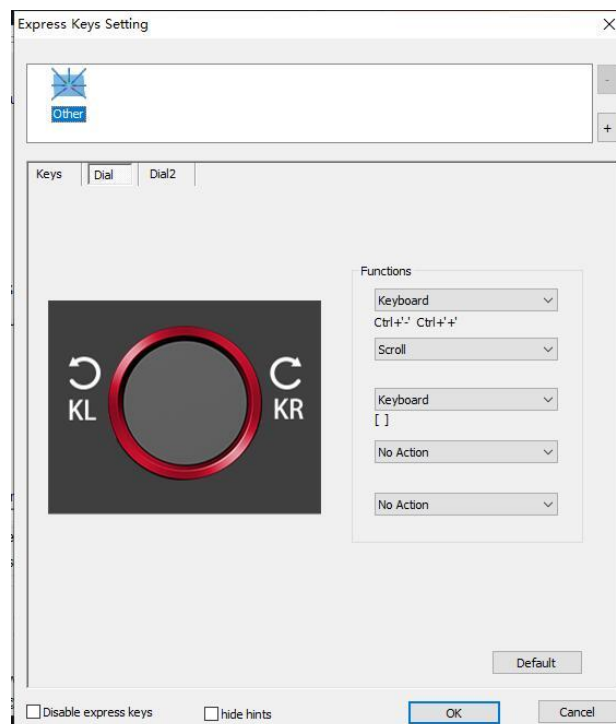 Express Keys Setting
-
Other
+
Keys Dial Dial2
Functions
Keyboard
Ctrl+'-' Ctrl+'+'
Scroll
KL KR
Keyboard
[ ]
No Action
No Action
Default
Disable express keys hide hints OK Cancel